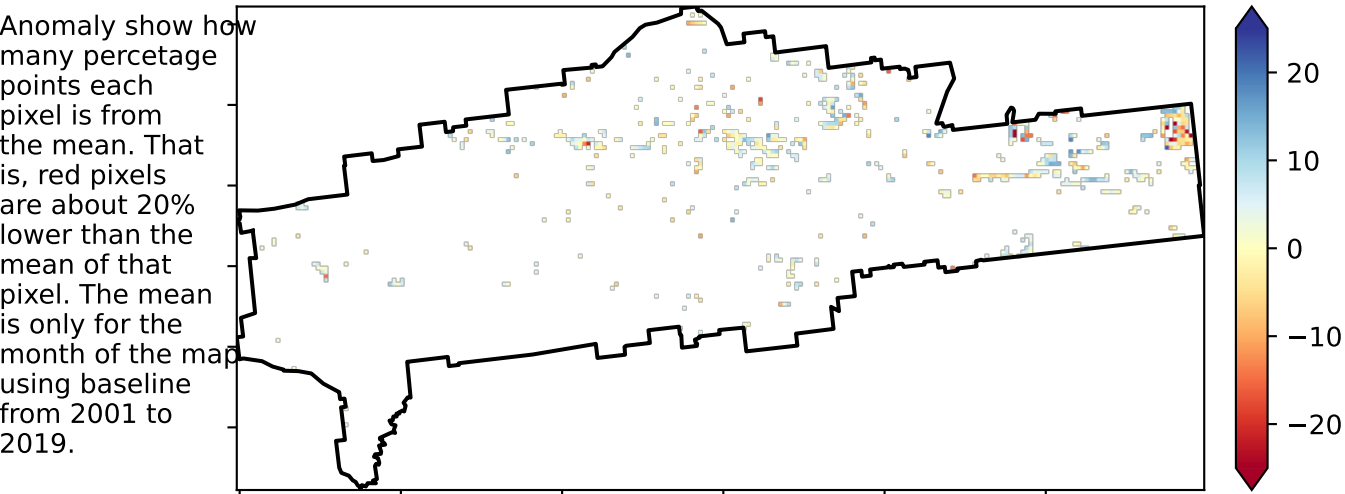 Anomaly show how
many percetage
points each
pixel is from
the mean. That
is, red pixels
are about 20%
lower than the
mean of that
pixel. The mean
is only for the
month of the map
using baseline
from 2001 to
2019.
20
10
0
−10
−20